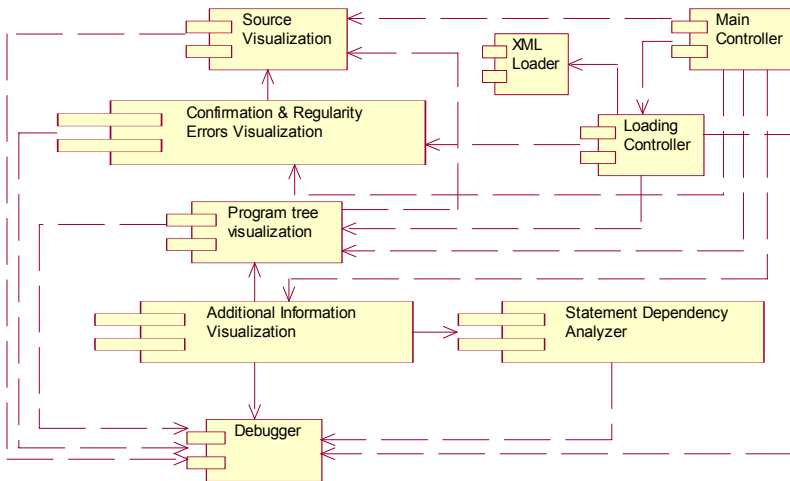 Source
Visualization
XML
Loader
Main
Controller
Confirmation & Regularity
Errors Visualization
Loading
Controller
Program tree
visualization
Additional Information
Visualization
Statement Dependency
Analyzer
Debugger